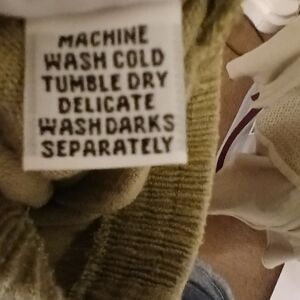 MACHINE
WASH COLD
TUMBLE DRY
DELICATE
WASH DARKS
SEPARATELY